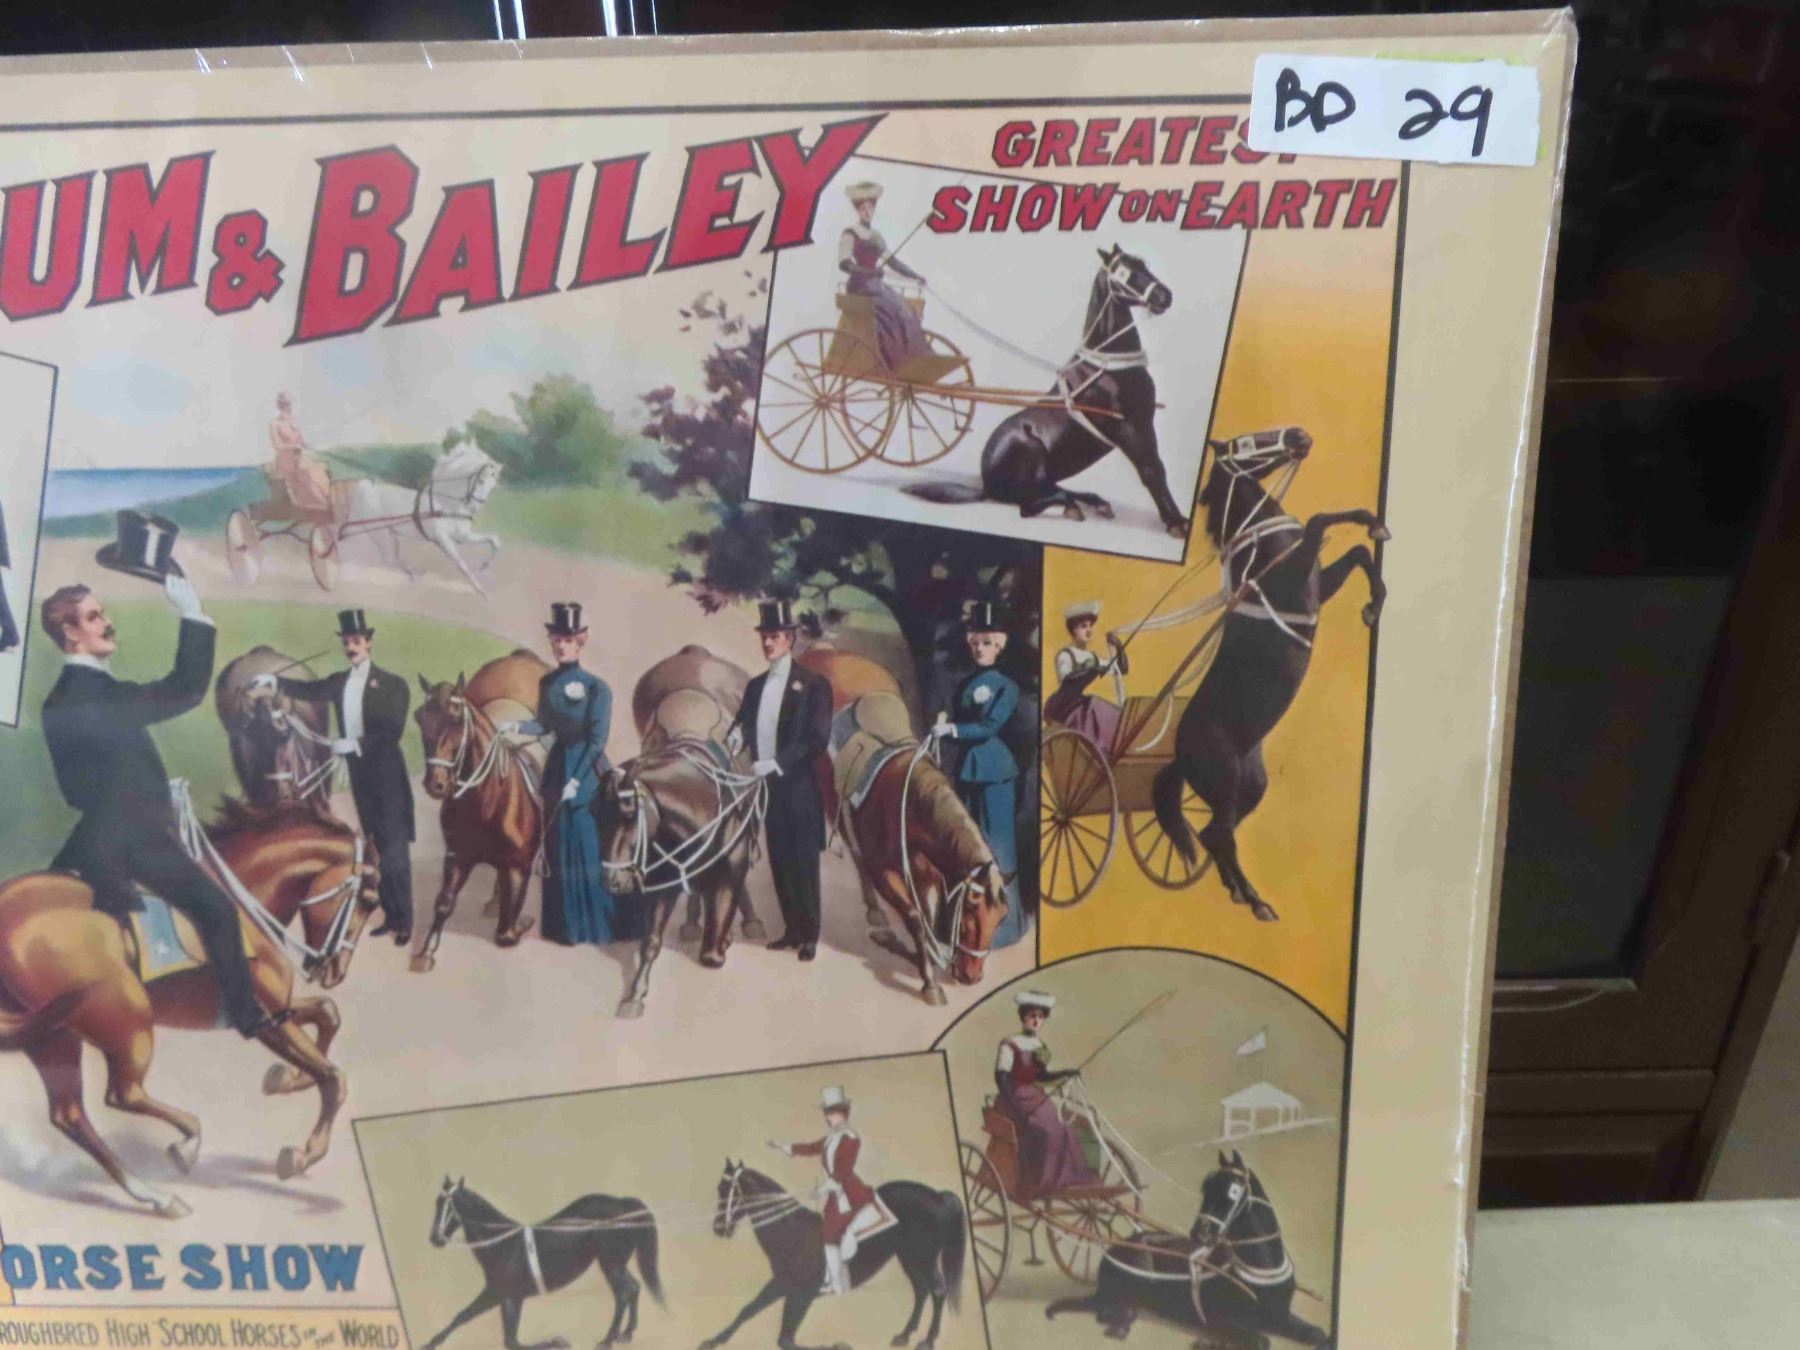 BD 29
UM & BAILEY
GREATES
SHOW ON EARTH
ORSE SHOW
ROUGHBRED HIGH SCHOOL HORSES IN THE WORLD